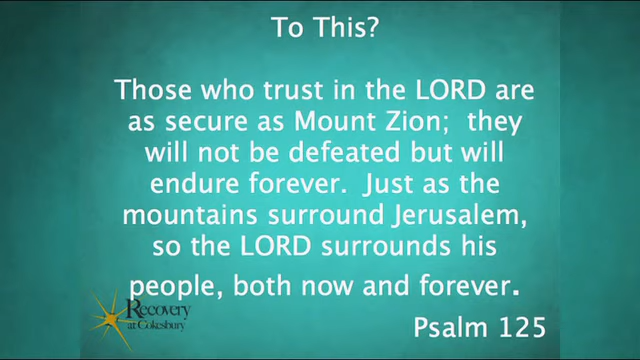 To This?
Those who trust in the LORD are
as secure as Mount Zion;  they
will not be defeated but will
endure forever.  Just as the
mountains surround Jerusalem,
so the LORD surrounds his
people, both now and forever.
Recovery
at Cokesbury
Psalm 125